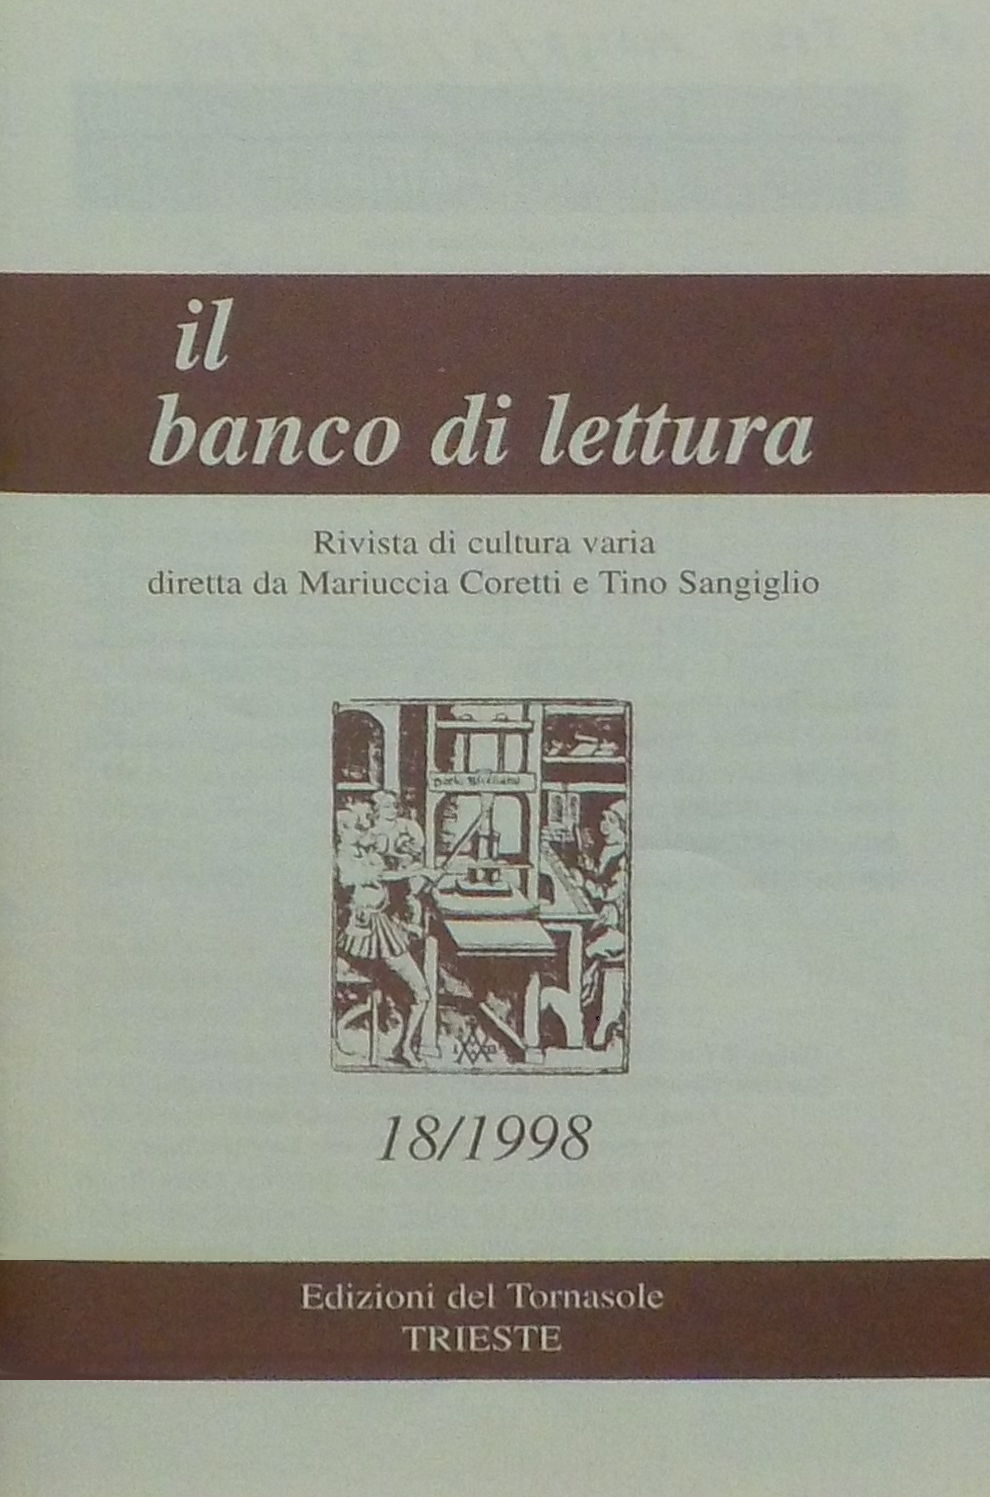 il
banco di lettura
Rivista di cultura varia
diretta da Mariuccia Coretti e Tino Sangiglio
18/1998
Edizioni del Tornasole
TRIESTE